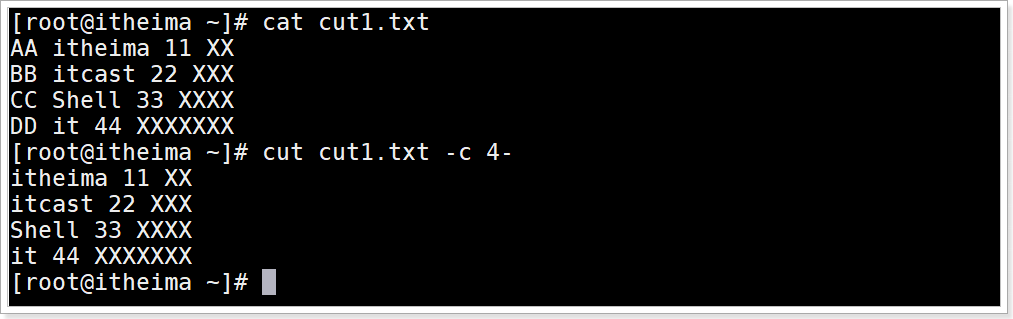 [root@itheima ~]# cat cut1.txt
AA itheima 11 XX
BB itcast 22 XXX
CC Shell 33 XXXX
DD it 44 XXXXXXX
[root@itheima ~]# cut cut1.txt -c 4-
itheima 11 XX
itcast 22 XXX
Shell 33 XXXX
it 44 XXXXXXX
[root@itheima ~]#